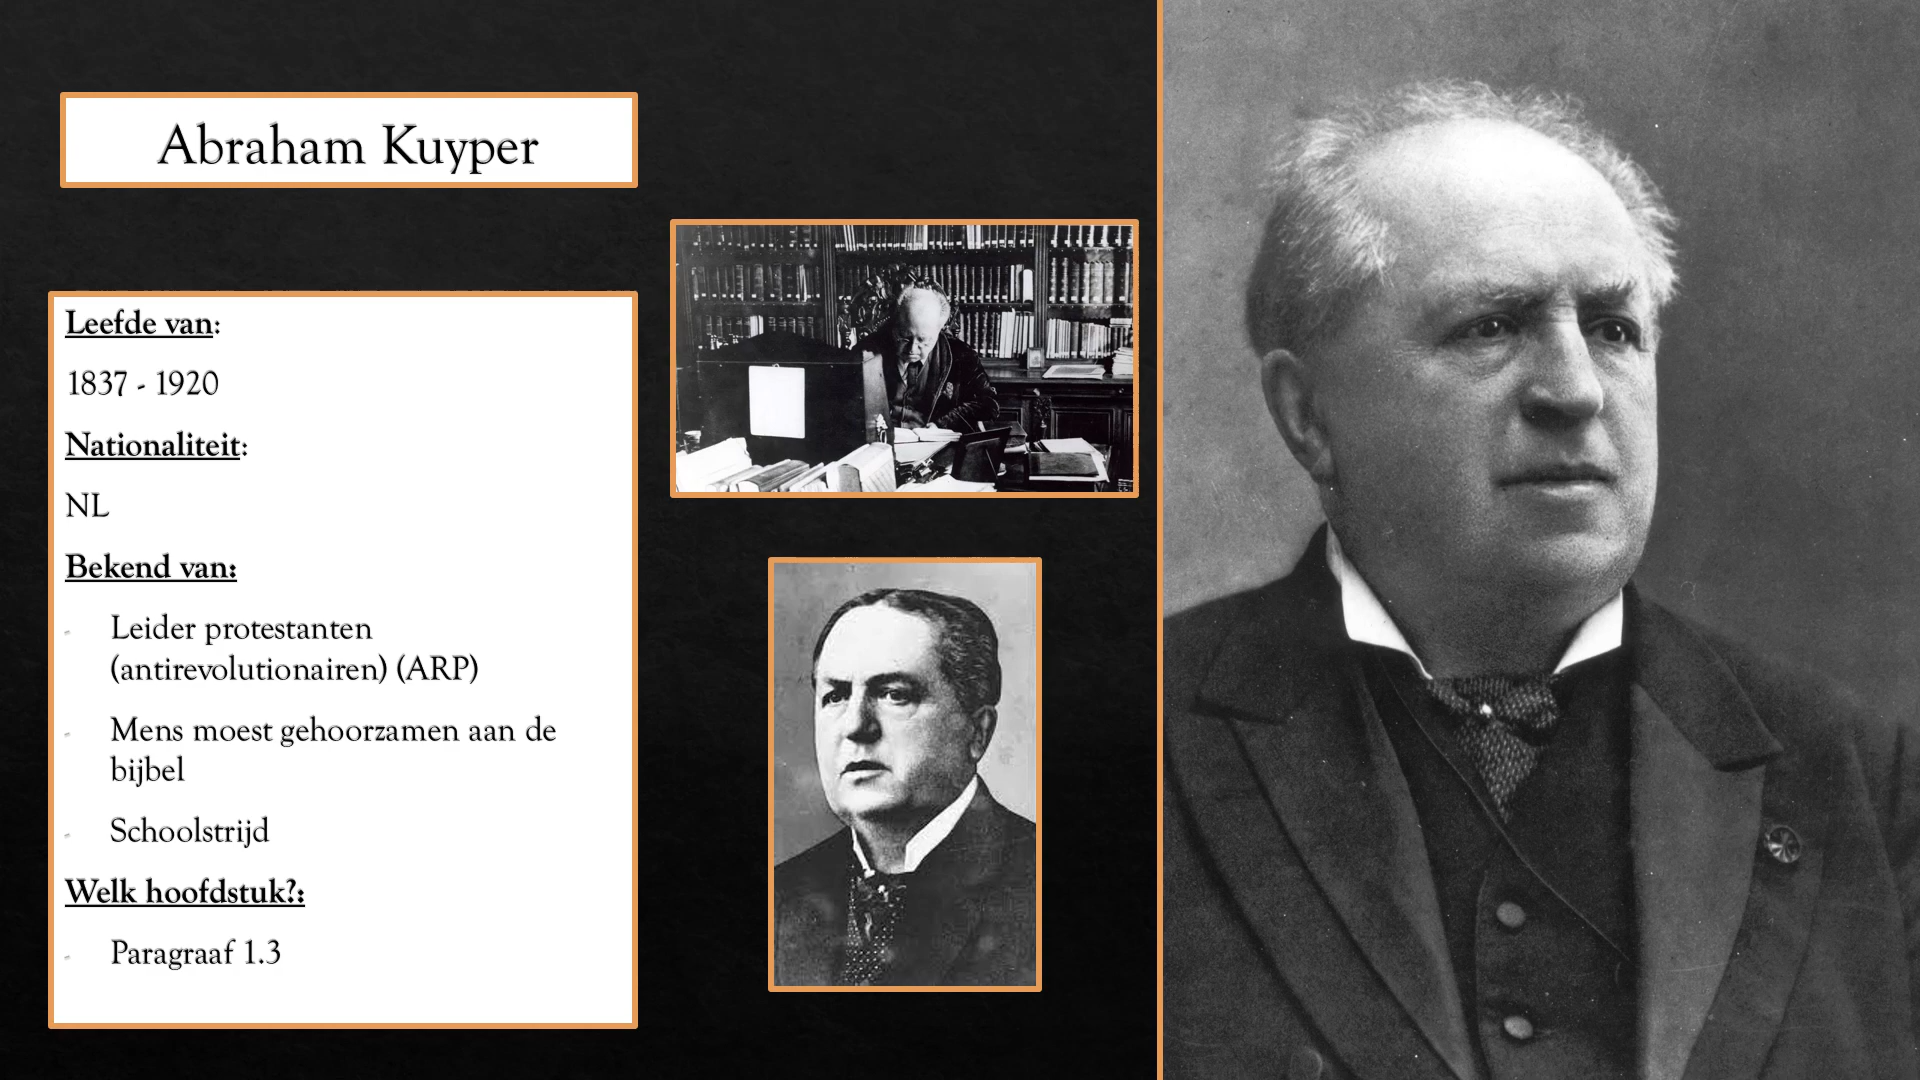 Abraham Kuyper
Leefde van:
1837 - 1920
Nationaliteit:
NL
Bekend van:
- Leider protestanten
(antirevolutionairen) (ARP)
- Mens moest gehoorzamen aan de
bijbel
- Schoolstrijd
Welk hoofdstuk?:
- Paragraaf 1.3